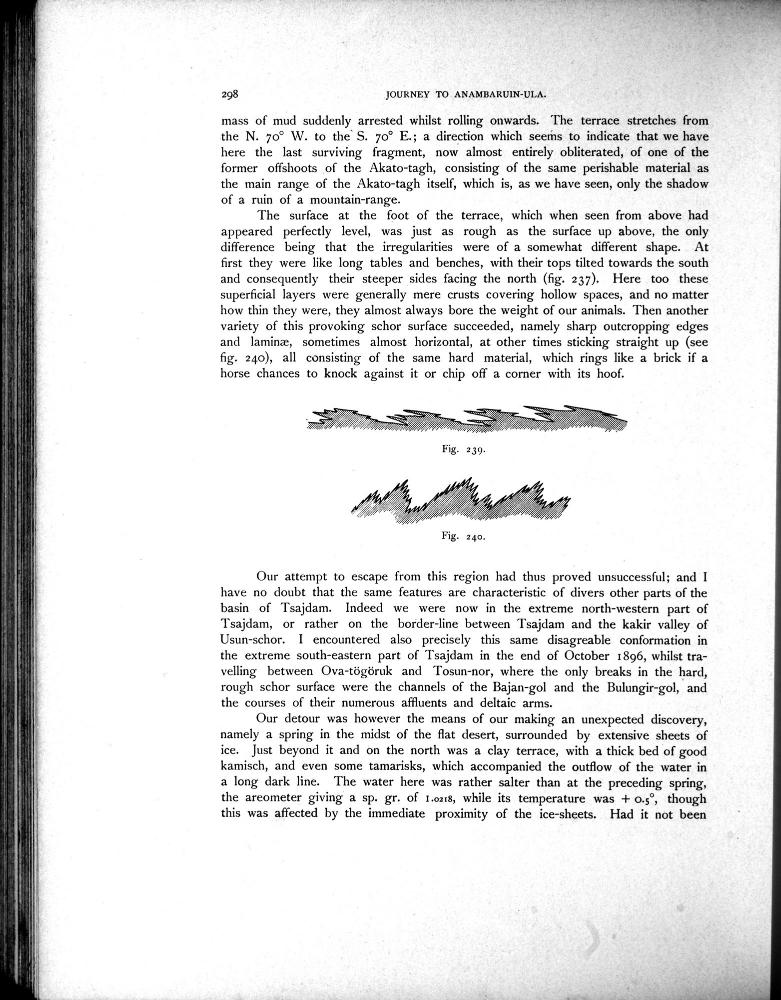 298
JOURNEY TO ANAMBARUIN-ULA.
mass of mud suddenly arrested whilst rolling onwards. The terrace stretches from
the N. 70° W. to the S. 70° E.; a direction which seems to indicate that we have
here the last surviving fragment, now almost entirely obliterated, of one of the
former offshoots of the Akato-tagh, consisting of the same perishable material as
the main range of the Akato-tagh itself, which is, as we have seen, only the shadow
of a ruin of a mountain-range.
The surface at the foot of the terrace, which when seen from above had
appeared perfectly level, was just as rough as the surface up above, the only
difference being that the irregularities were of a somewhat different shape. At
first they were like long tables and benches, with their tops tilted towards the south
and consequently their steeper sides facing the north (fig. 237). Here too these
superficial layers were generally mere crusts covering hollow spaces, and no matter
how thin they were, they almost always bore the weight of our animals. Then another
variety of this provoking schor surface succeeded, namely sharp outcropping edges
and laminæ, sometimes almost horizontal, at other times sticking straight up (see
fig. 240), all consisting of the same hard material, which rings like a brick if a
horse chances to knock against it or chip off a corner with its hoof.
Fig. 239.
Fig. 240.
Our attempt to escape from this region had thus proved unsuccessful; and I
have no doubt that the same features are characteristic of divers other parts of the
basin of Tsajdam. Indeed we were now in the extreme north-western part of
Tsajdam, or rather on the border-line between Tsajdam and the kakir valley of
Usun-schor. I encountered also precisely this same disagreable conformation in
the extreme south-eastern part of Tsajdam in the end of October 1896, whilst tra-
velling between Ova-tögöruk and Tosun-nor, where the only breaks in the hard,
rough schor surface were the channels of the Bajan-gol and the Bulungir-gol, and
the courses of their numerous affluents and deltaic arms.
Our detour was however the means of our making an unexpected discovery,
namely a spring in the midst of the flat desert, surrounded by extensive sheets of
ice. Just beyond it and on the north was a clay terrace, with a thick bed of good
kamisch, and even some tamarisks, which accompanied the outflow of the water in
a long dark line. The water here was rather salter than at the preceding spring,
the areometer giving a sp. gr. of 1.0218, while its temperature was + 0.5°, though
this was affected by the immediate proximity of the ice-sheets. Had it not been